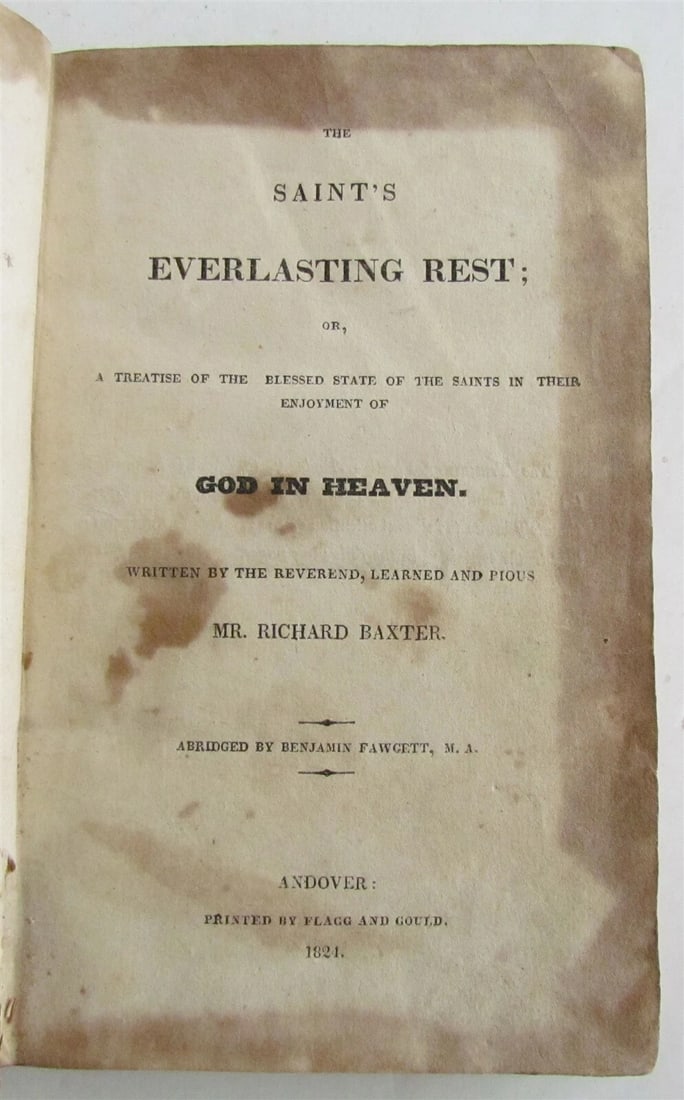 THE
SAINT'S
EVERLASTING REST;
OR,
A TREATISE OF THE BLESSED STATE OF THE SAINTS IN THEIR
ENJOYMENT OF
GOD IN HEAVEN.
WRITTEN BY THE REVEREND, LEARNED AND PIOUS
MR. RICHARD BAXTER.
ABRIDGED BY BENJAMIN FAWCETT, M. A.
ANDOVER:
PRINTED BY FLAGG AND GOULD.
1824.